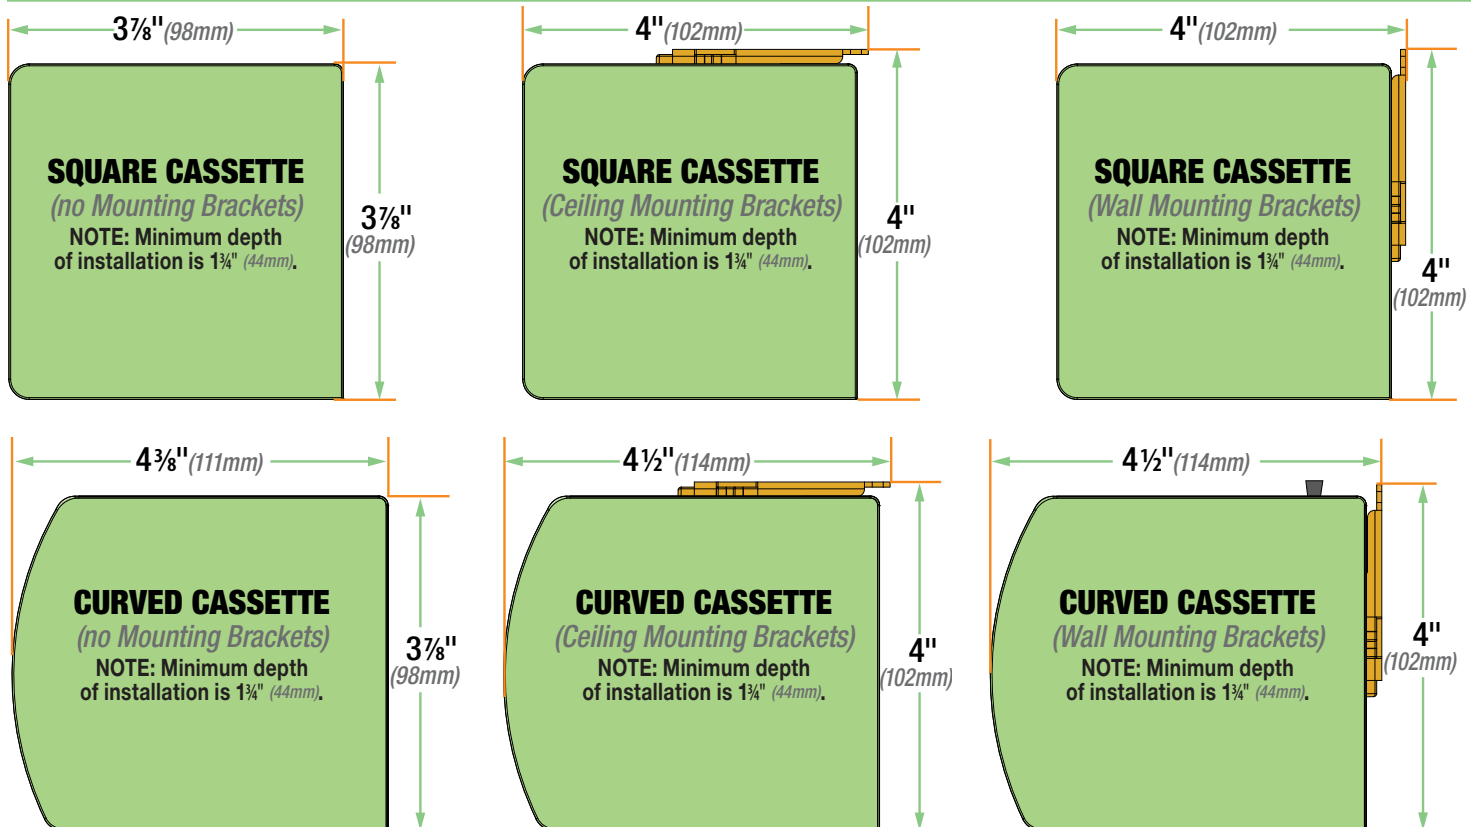 3⅞" (98mm)
SQUARE CASSETTE
(no Mounting Brackets)
NOTE: Minimum depth
of installation is 1¾" (44mm).
3⅞"
(98mm)
4" (102mm)
SQUARE CASSETTE
(Ceiling Mounting Brackets)
NOTE: Minimum depth
of installation is 1¾" (44mm).
4"
(102mm)
4" (102mm)
SQUARE CASSETTE
(Wall Mounting Brackets)
NOTE: Minimum depth
of installation is 1¾" (44mm).
4"
(102mm)
4⅜" (111mm)
CURVED CASSETTE
(no Mounting Brackets)
NOTE: Minimum depth
of installation is 1¾" (44mm).
3⅞"
(98mm)
4½" (114mm)
CURVED CASSETTE
(Ceiling Mounting Brackets)
NOTE: Minimum depth
of installation is 1¾" (44mm).
4"
(102mm)
4½" (114mm)
CURVED CASSETTE
(Wall Mounting Brackets)
NOTE: Minimum depth
of installation is 1¾" (44mm).
4"
(102mm)